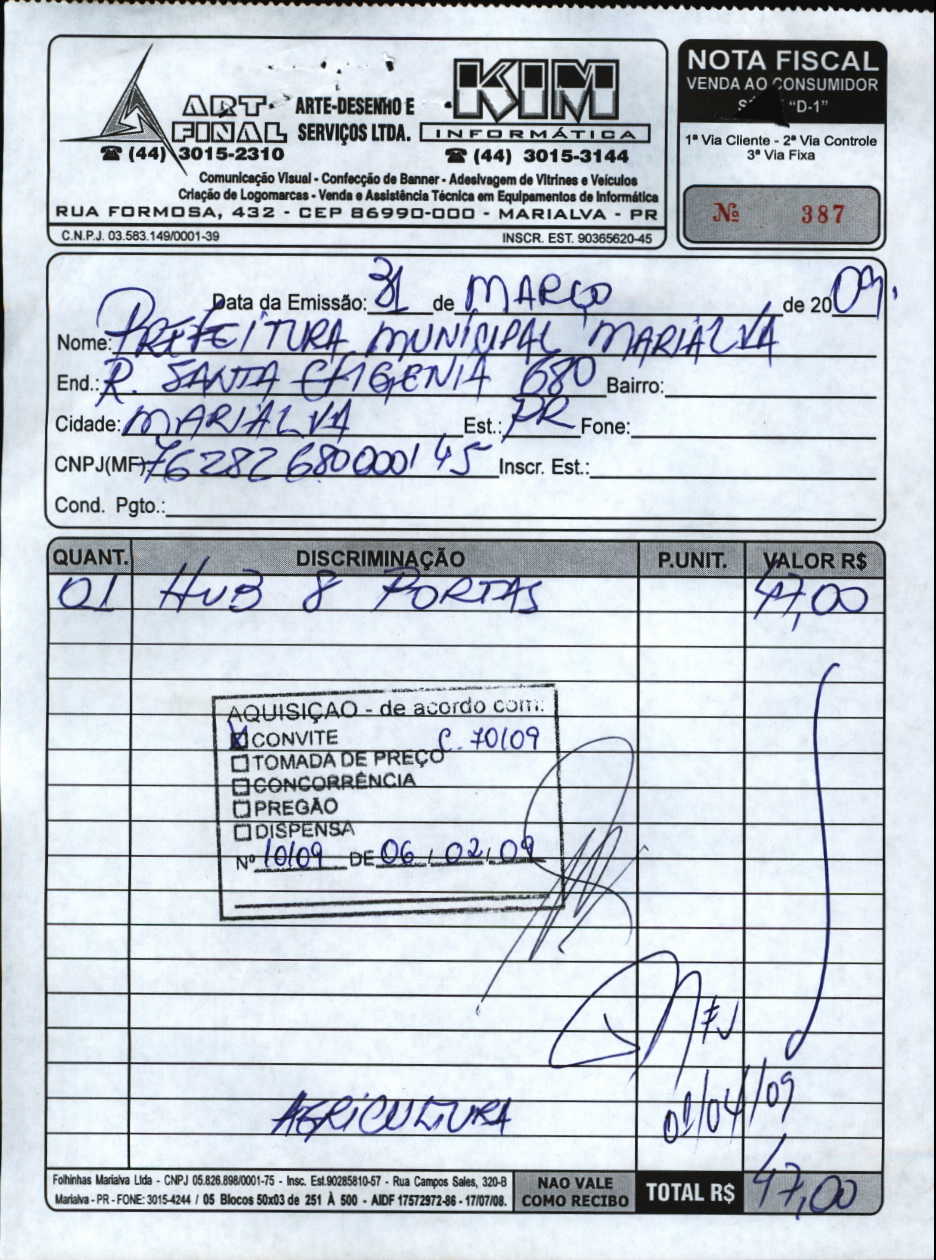 ART FINAL
ARTE-DESENHO E SERVIÇOS LTDA.
☎ (44) 3015-2310
KIM
INFORMÁTICA
☎ (44) 3015-3144
Comunicação Visual - Confecção de Banner - Adesivagem de Vitrines e Veículos
Criação de Logomarcas - Venda e Assistência Técnica em Equipamentos de Informática
RUA FORMOSA, 432 - CEP 86990-000 - MARIALVA - PR
C.N.P.J. 03.583.149/0001-39 INSCR. EST. 90365620-45
NOTA FISCAL
VENDA AO CONSUMIDOR
"D-1"
1ª Via Cliente - 2ª Via Controle
3ª Via Fixa
Nº 387
Data da Emissão: 31 de MARÇO de 2009.
Nome: PREFEITURA MUNICIPAL MARIALVA
End.: R. SANTA EFIGENIA 680 Bairro:
Cidade: MARIALVA Est.: PR Fone:
CNPJ(MF) 76282680000145 Inscr. Est.:
Cond. Pgto.:
QUANT. DISCRIMINAÇÃO P.UNIT. VALOR R$
01 HUB 8 PORTAS 47,00
AQUISIÇÃO - de acordo com:
☒ CONVITE C. 70109
☐ TOMADA DE PREÇO
☐ CONCORRÊNCIA
☐ PREGÃO
☐ DISPENSA
Nº 10109 DE 06/02/09
01/04/09
AGRICULTURA
Folhinhas Marialva Ltda - CNPJ 05.826.898/0001-75 - Insc. Est.90285810-57 - Rua Campos Sales, 320-B
Marialva - PR - FONE: 3015-4244 / 05 Blocos 50x03 de 251 À 500 - AIDF 17572972-86 - 17/07/08.
NAO VALE
COMO RECIBO
TOTAL R$ 47,00